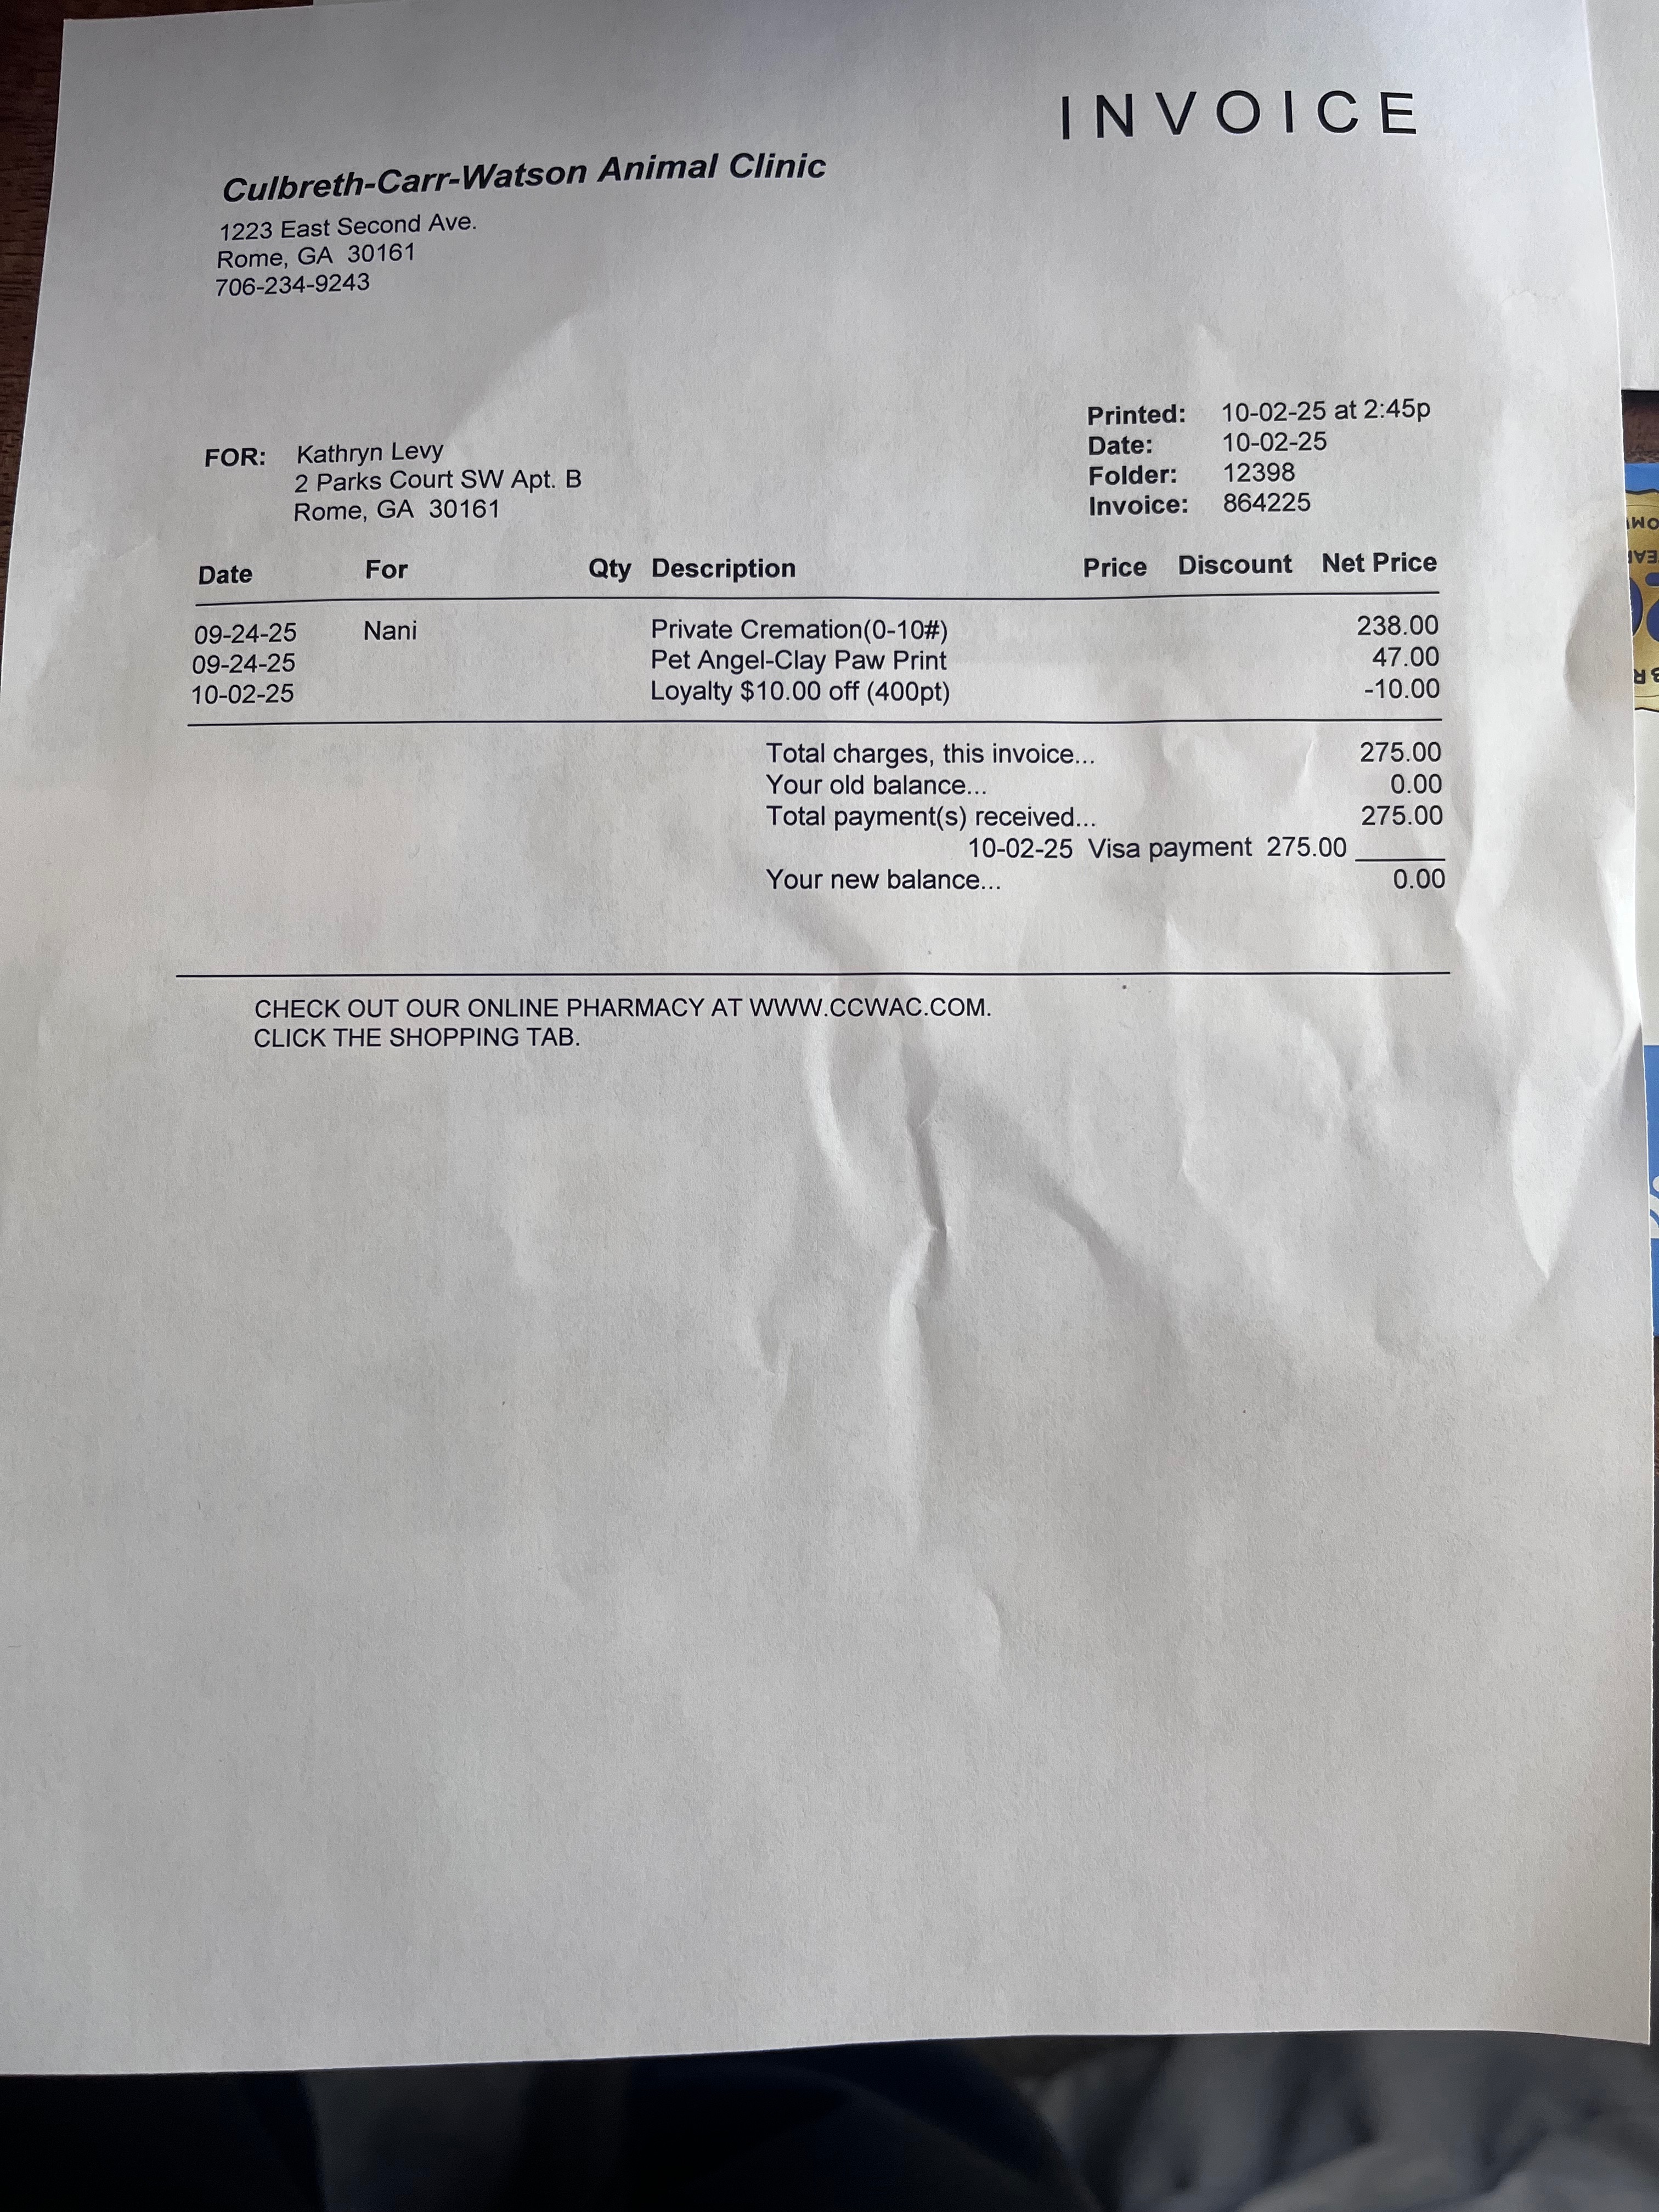 INVOICE
Culbreth-Carr-Watson Animal Clinic
1223 East Second Ave.
Rome, GA 30161
706-234-9243
Printed: 10-02-25 at 2:45p
Date: 10-02-25
Folder: 12398
Invoice: 864225
FOR: Kathryn Levy
2 Parks Court SW Apt. B
Rome, GA 30161
Date For Qty Description Price Discount Net Price
09-24-25 Nani Private Cremation(0-10#) 238.00
09-24-25 Pet Angel-Clay Paw Print 47.00
10-02-25 Loyalty $10.00 off (400pt) -10.00
Total charges, this invoice... 275.00
Your old balance... 0.00
Total payment(s) received... 275.00
10-02-25 Visa payment 275.00
Your new balance... 0.00
CHECK OUT OUR ONLINE PHARMACY AT WWW.CCWAC.COM.
CLICK THE SHOPPING TAB.